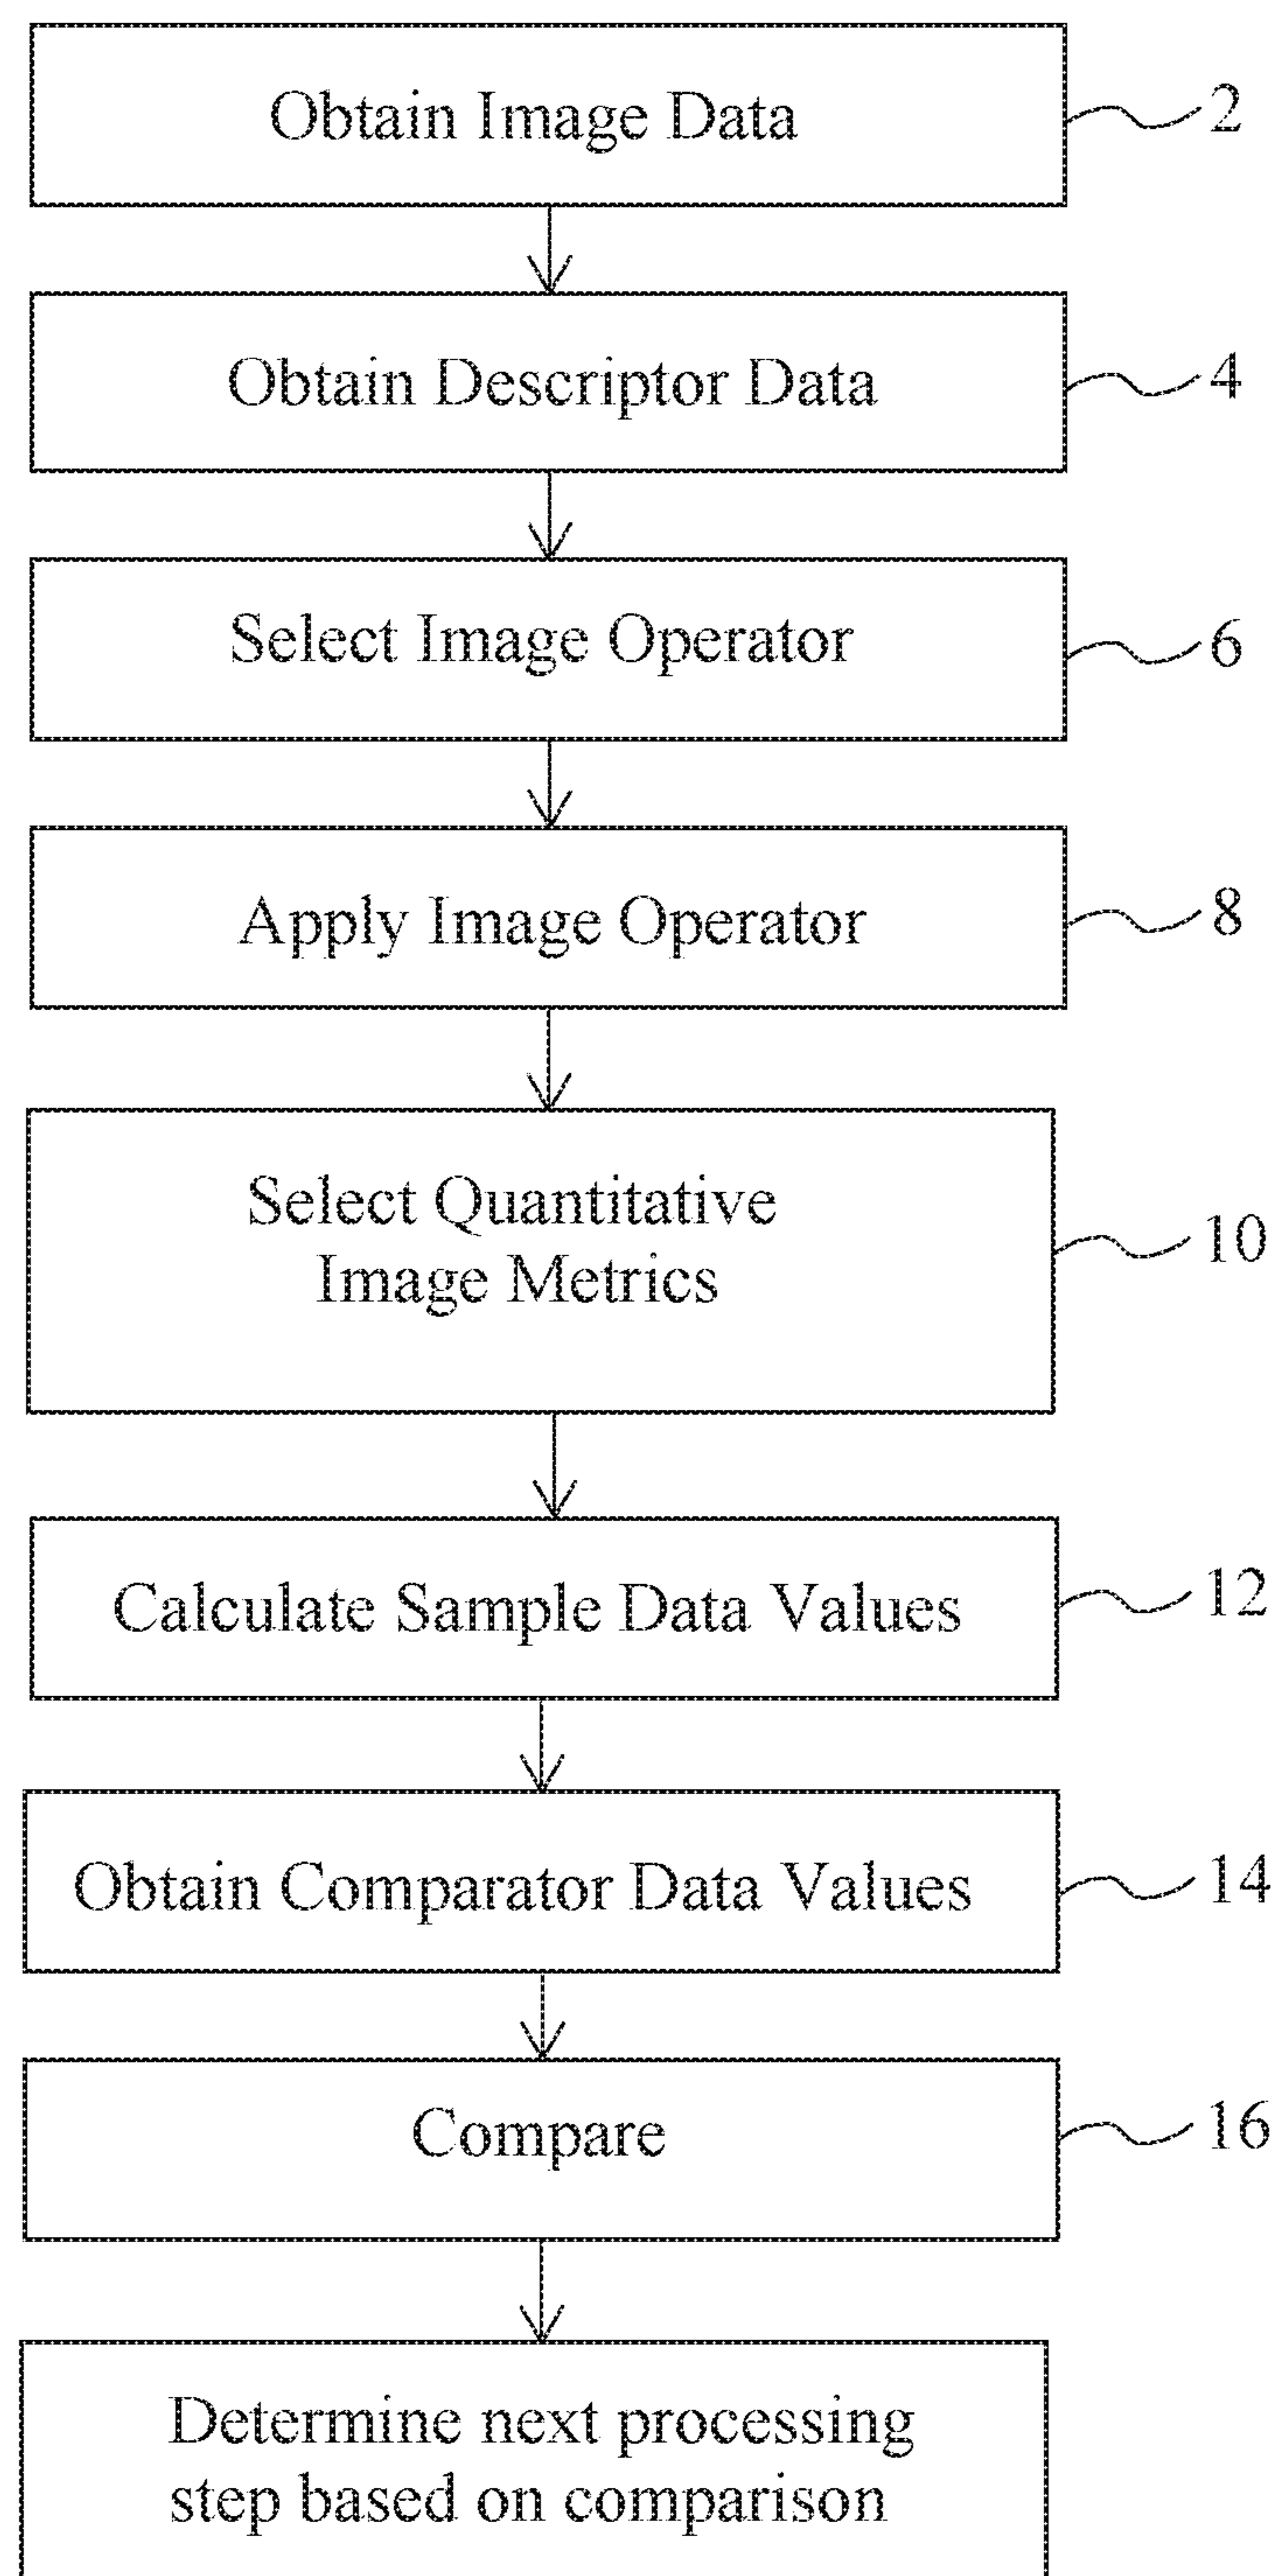 Obtain Image Data
2
Obtain Descriptor Data
4
Select Image Operator
6
Apply Image Operator
8
Select Quantitative
Image Metrics
10
Calculate Sample Data Values
12
Obtain Comparator Data Values
14
Compare
16
Determine next processing
step based on comparison